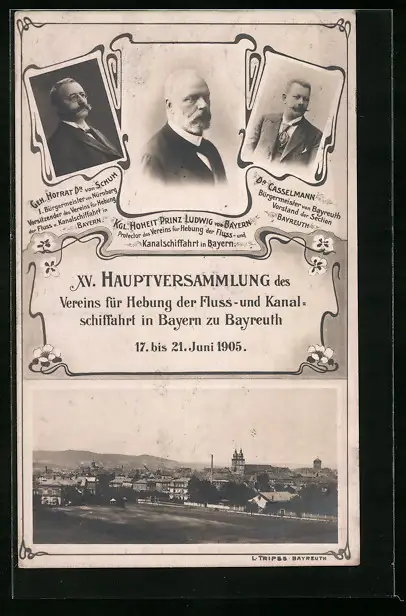 Geh. Hofrat Dr. von Schuh
I. Bürgermeister von Nürnberg
Vorsitzender des Vereins für Hebung
der Fluss u. Kanalschiffahrt in
Bayern.
Kgl. Hoheit Prinz Ludwig von Bayern
Protector des Vereins für Hebung der Fluss- und
Kanalschiffahrt in Bayern.
Dr. Casselmann
Bürgermeister von Bayreuth
Vorstand der Section
Bayreuth
XV. Hauptversammlung des
Vereins für Hebung der Fluss- und Kanal=
schiffahrt in Bayern zu Bayreuth
17. bis 21. Juni 1905.
L. Tripss Bayreuth